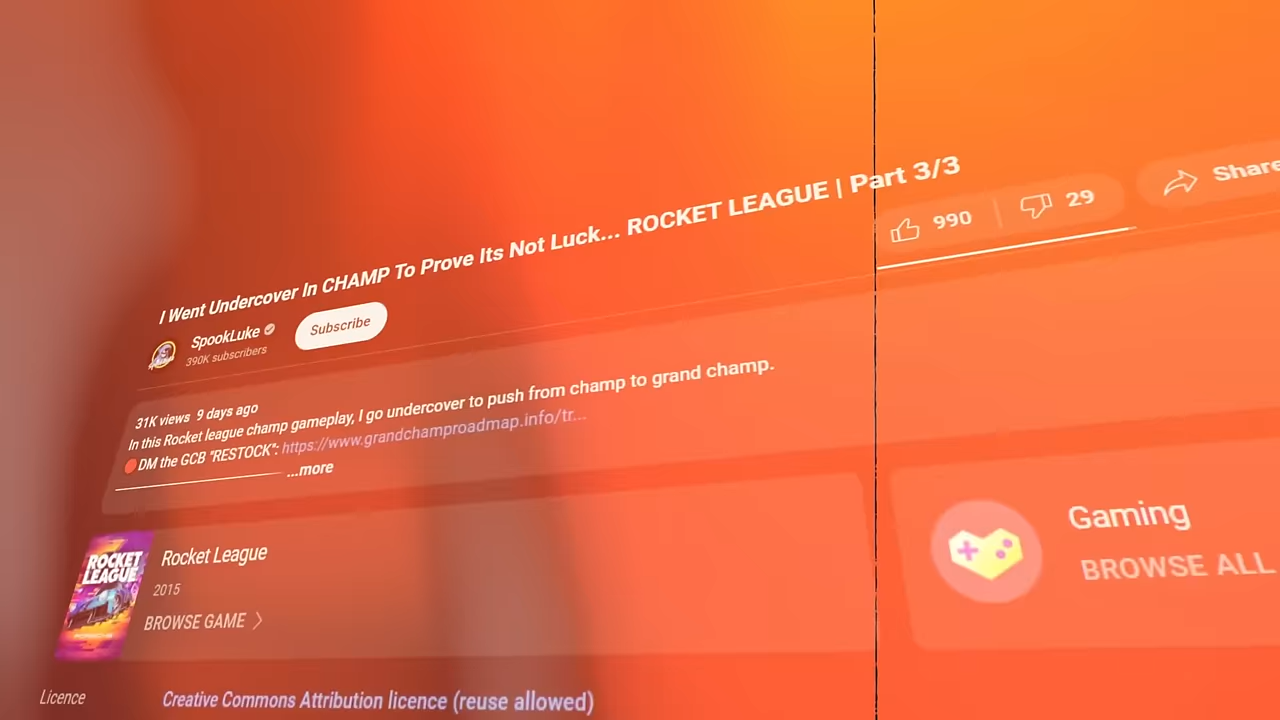 I Went Undercover In CHAMP To Prove Its Not Luck... ROCKET LEAGUE | Part 3/3
990
29
Share
SpookLuke
390K subscribers
Subscribe
31K views 9 days ago
In this Rocket league champ gameplay, I go undercover to push from champ to grand champ.
DM the GCB "RESTOCK": https://www.grandchamproadmap.info/tr...
...more
ROCKET
LEAGUE
Rocket League
2015
BROWSE GAME
Gaming
BROWSE ALL
Licence
Creative Commons Attribution licence (reuse allowed)